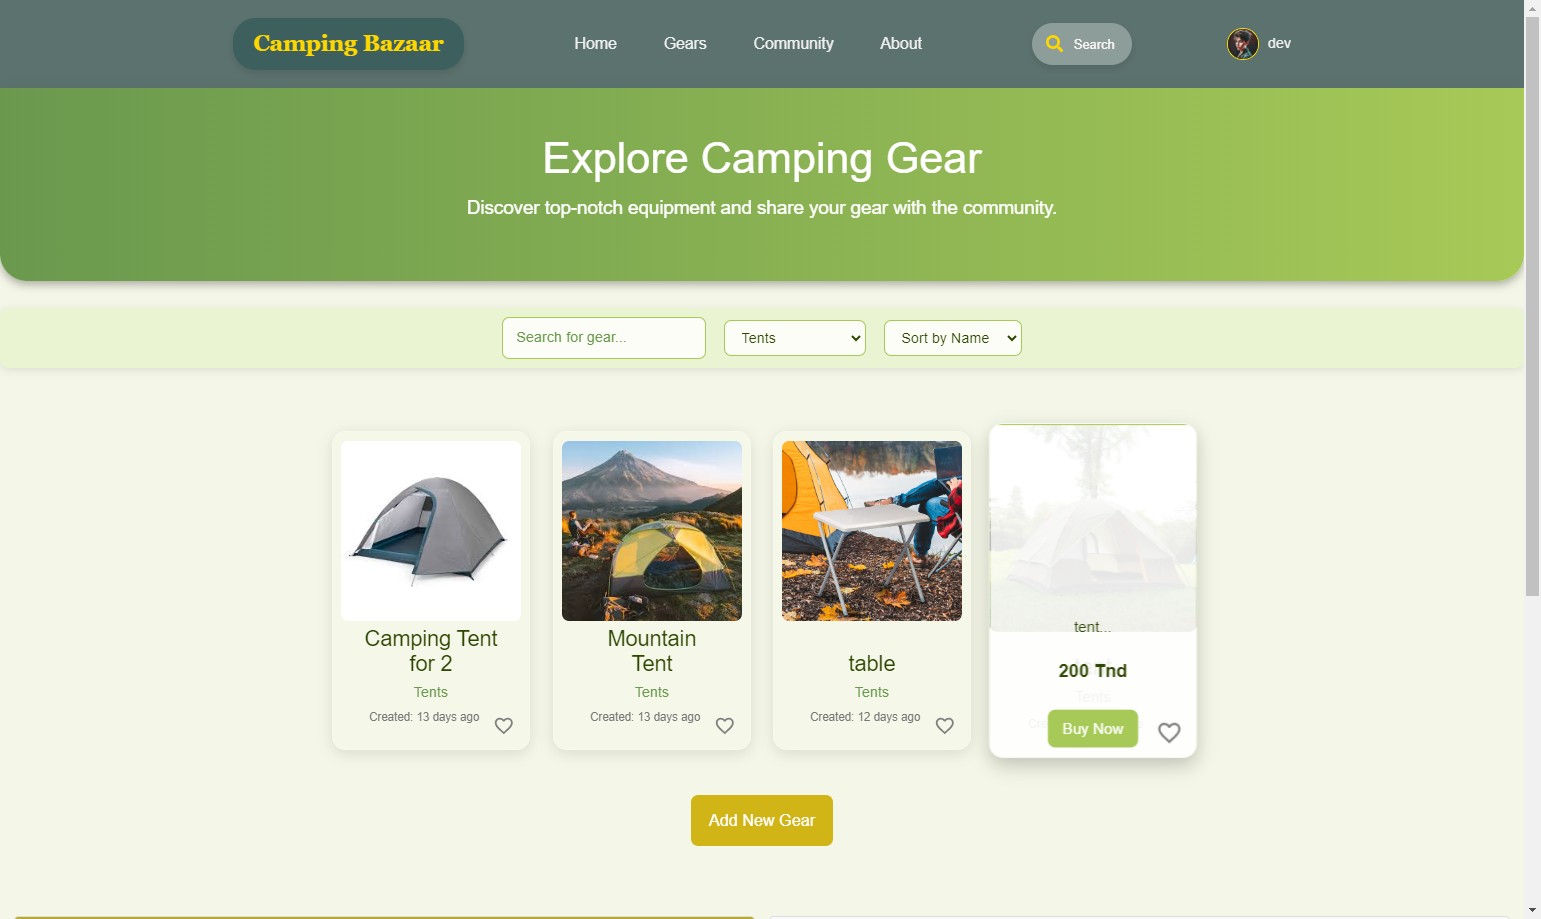 Camping Bazaar
Home
Gears
Community
About
Search
dev
Explore Camping Gear
Discover top-notch equipment and share your gear with the community.
Search for gear...
Tents
Sort by Name
Camping Tent
for 2
Tents
Created: 13 days ago
Mountain
Tent
Tents
Created: 13 days ago
table
Tents
Created: 12 days ago
tent...
200 Tnd
Tents
Buy Now
Add New Gear